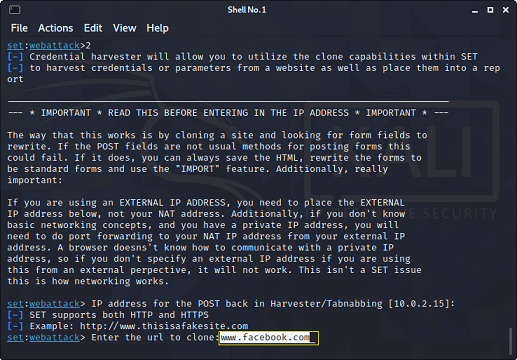 Shell No. 1
File Actions Edit View Help
set:webattack>2
[-] Credential harvester will allow you to utilize the clone capabilities within SET
[-] to harvest credentials or parameters from a website as well as place them into a rep
ort
--- * IMPORTANT * READ THIS BEFORE ENTERING IN THE IP ADDRESS * IMPORTANT * ---
The way that this works is by cloning a site and looking for form fields to
rewrite. If the POST fields are not usual methods for posting forms this
could fail. If it does, you can always save the HTML, rewrite the forms to
be standard forms and use the "IMPORT" feature. Additionally, really
important:
If you are using an EXTERNAL IP ADDRESS, you need to place the EXTERNAL
IP address below, not your NAT address. Additionally, if you don't know
basic networking concepts, and you have a private IP address, you will
need to do port forwarding to your NAT IP address from your external IP
address. A browser doesns't know how to communicate with a private IP
address, so if you don't specify an external IP address if you are using
this from an external perpective, it will not work. This isn't a SET issue
this is how networking works.
set:webattack> IP address for the POST back in Harvester/Tabnabbing [10.0.2.15]:
[-] SET supports both HTTP and HTTPS
[-] Example: http://www.thisisafakesite.com
set:webattack> Enter the url to clone:www.facebook.com